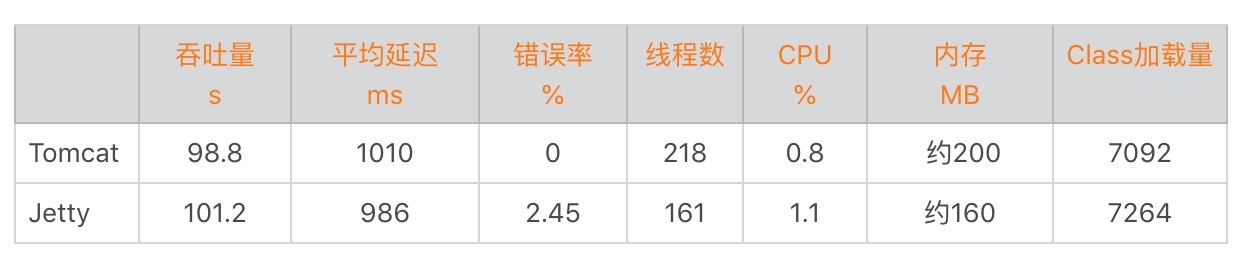 吞吐量 平均延迟 错误率 线程数 CPU 内存 Class加载量
s ms % % MB
Tomcat 98.8 1010 0 218 0.8 约200 7092
Jetty 101.2 986 2.45 161 1.1 约160 7264